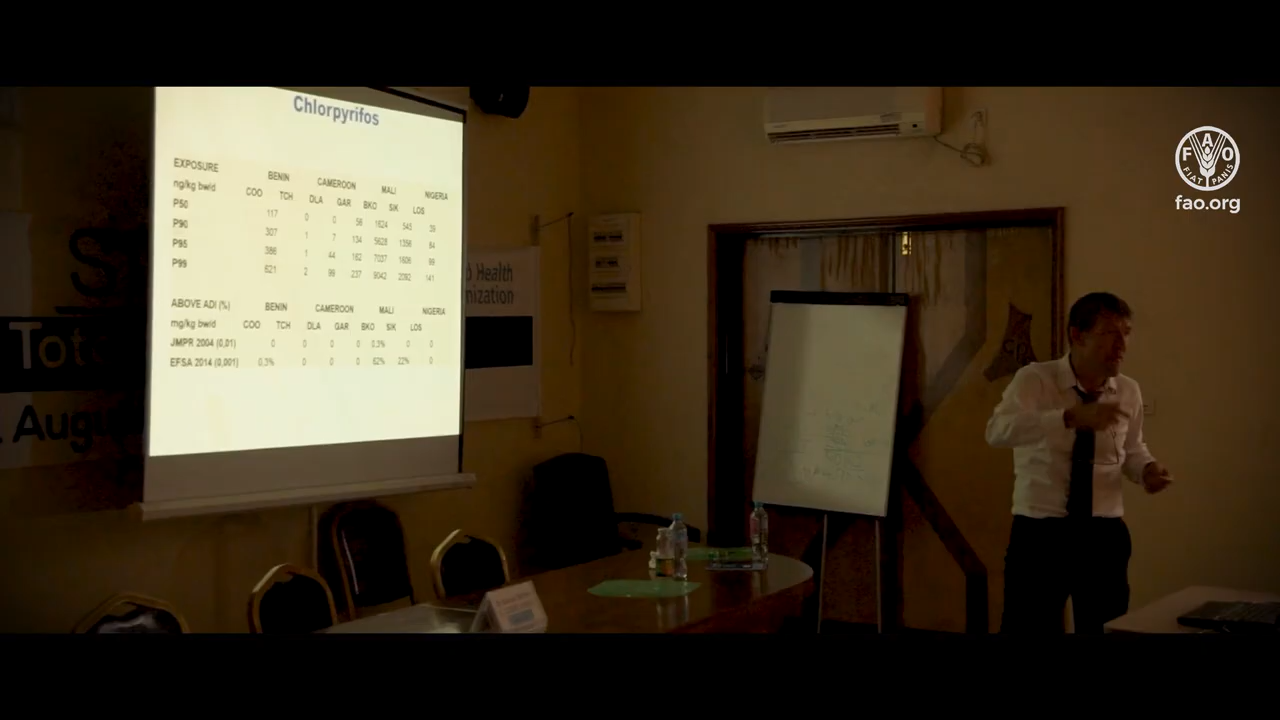 Chlorpyrifos
EXPOSURE BENIN CAMEROON MALI NIGERIA
ng/kg bw/d COO TCH DLA GAR BKO SIK LOS
P50 117 0 0 56 1824 545 39
P90 307 1 7 134 5628 1356 84
P95 386 1 44 162 7037 1606 99
P99 621 2 99 237 9042 2092 141
ABOVE ADI (%) BENIN CAMEROON MALI NIGERIA
mg/kg bw/d COO TCH DLA GAR BKO SIK LOS
JMPR 2004 (0,01) 0 0 0 0 0.3% 0 0
EFSA 2014 (0,001) 0,3% 0 0 0 62% 22% 0
Health
nization
Tot
Augu
F A O
FIAT PANIS
fao.org